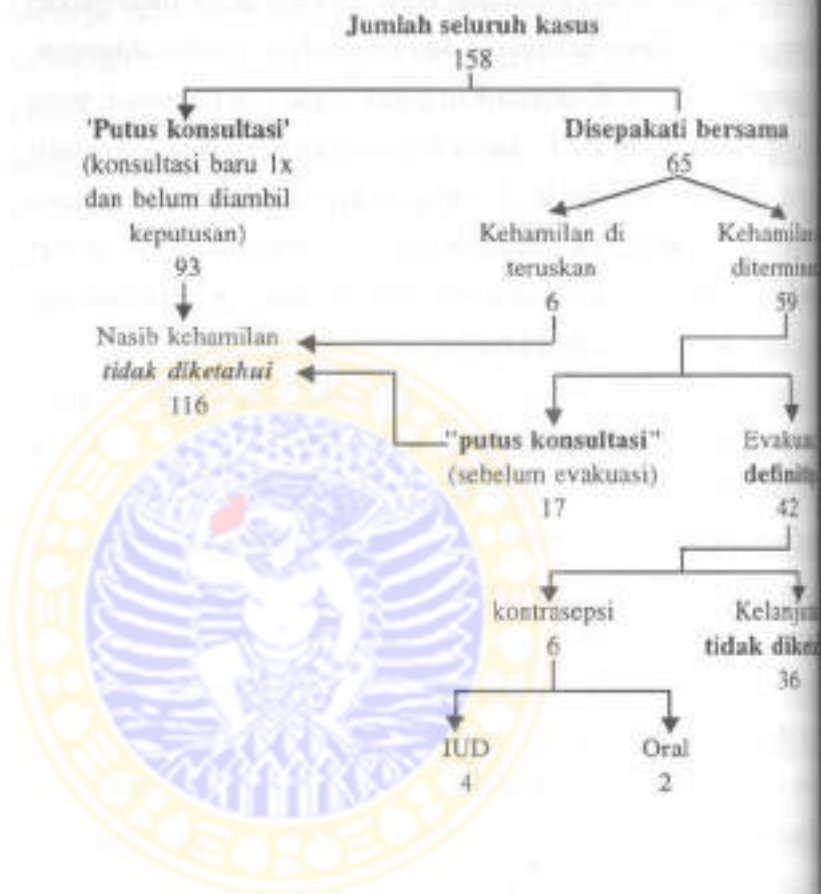 Jumlah seluruh kasus
158
'Putus konsultasi'
(konsultasi baru 1x
dan belum diambil
keputusan)
93
Disepakati bersama
65
Kehamilan di
teruskan
6
59
Nasib kehamilan
tidak diketahui
116
"putus konsultasi"
(sebelum evakuasi)
17
42
kontrasepsi
6
tidak
36
IUD
4
Oral
2